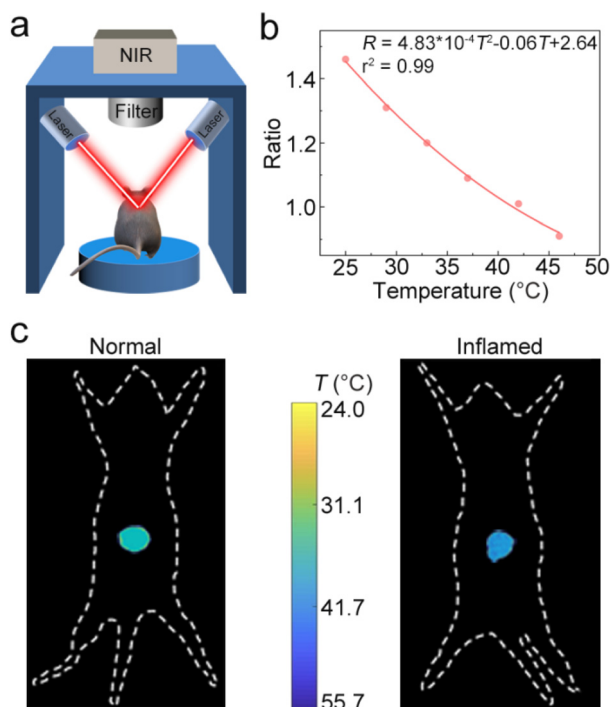 a
NIR
Filter
Laser
Laser
b
R = 4.83*10⁻⁴T²-0.06T+2.64
r² = 0.99
Ratio
1.4
1.2
1.0
25 30 35 40 45 50
Temperature (°C)
c
Normal
Inflamed
T (°C)
24.0
31.1
41.7
55.7